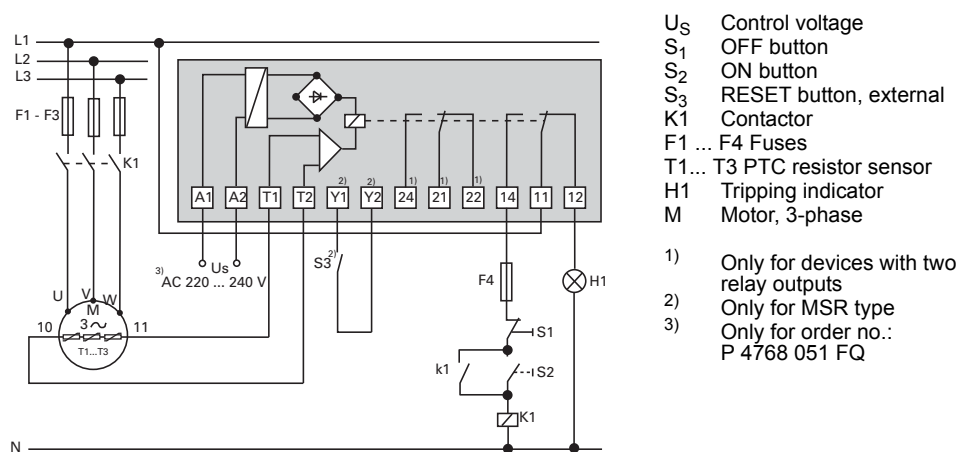 L1
L2
L3
F1 - F3
K1
A1 A2 T1 T2 Y1 Y2 24 21 22 14 11 12
2) 2) 1) 1) 1)
3) AC 220 ... 240 V
Us
S3 2)
F4
H1
U V W
M
3~
10 11
T1...T3
S1
k1
S2
K1
N
US Control voltage
S1 OFF button
S2 ON button
S3 RESET button, external
K1 Contactor
F1 ... F4 Fuses
T1... T3 PTC resistor sensor
H1 Tripping indicator
M Motor, 3-phase
1) Only for devices with two
relay outputs
2) Only for MSR type
3) Only for order no.:
P 4768 051 FQ